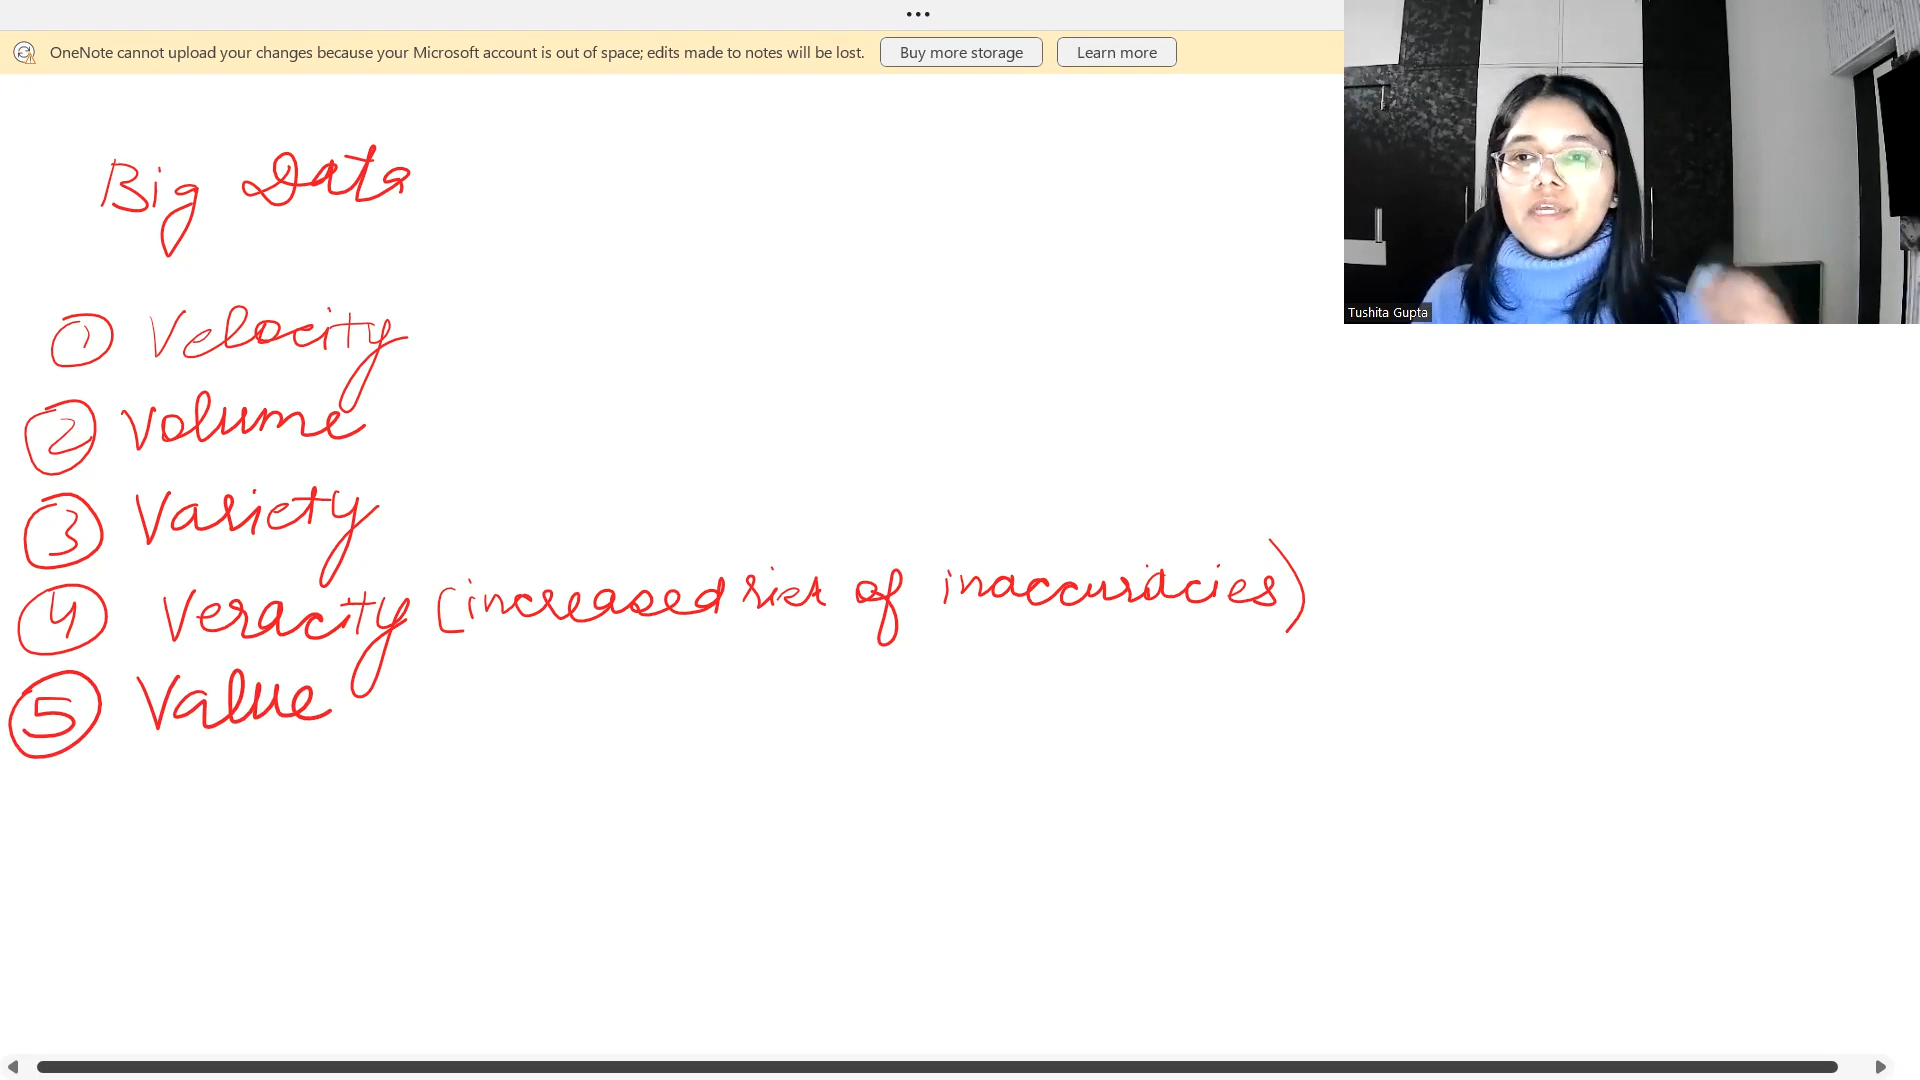 OneNote cannot upload your changes because your Microsoft account is out of space; edits made to notes will be lost. Buy more storage Learn more
Tushita Gupta
Big Data
1 Velocity
2 Volume
3 Variety
4 Veracity (increased risk of inaccuracies)
5 Value